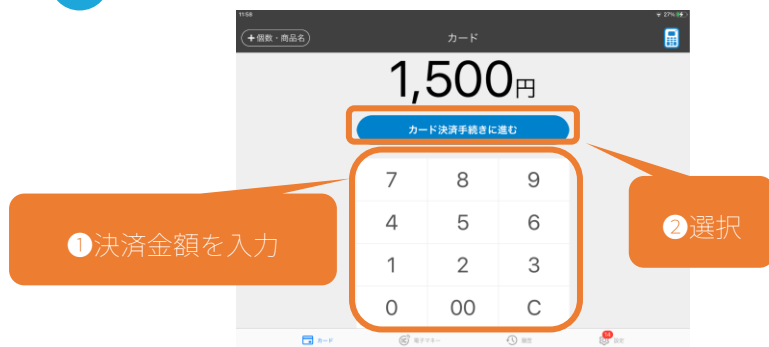 11:58
27%
+個数・商品名
カード
1,500円
カード決済手続きに進む
7 8 9
4 5 6
1 2 3
0 00 C
❶決済金額を入力
❷選択
カード
電子マネー
履歴
14
設定